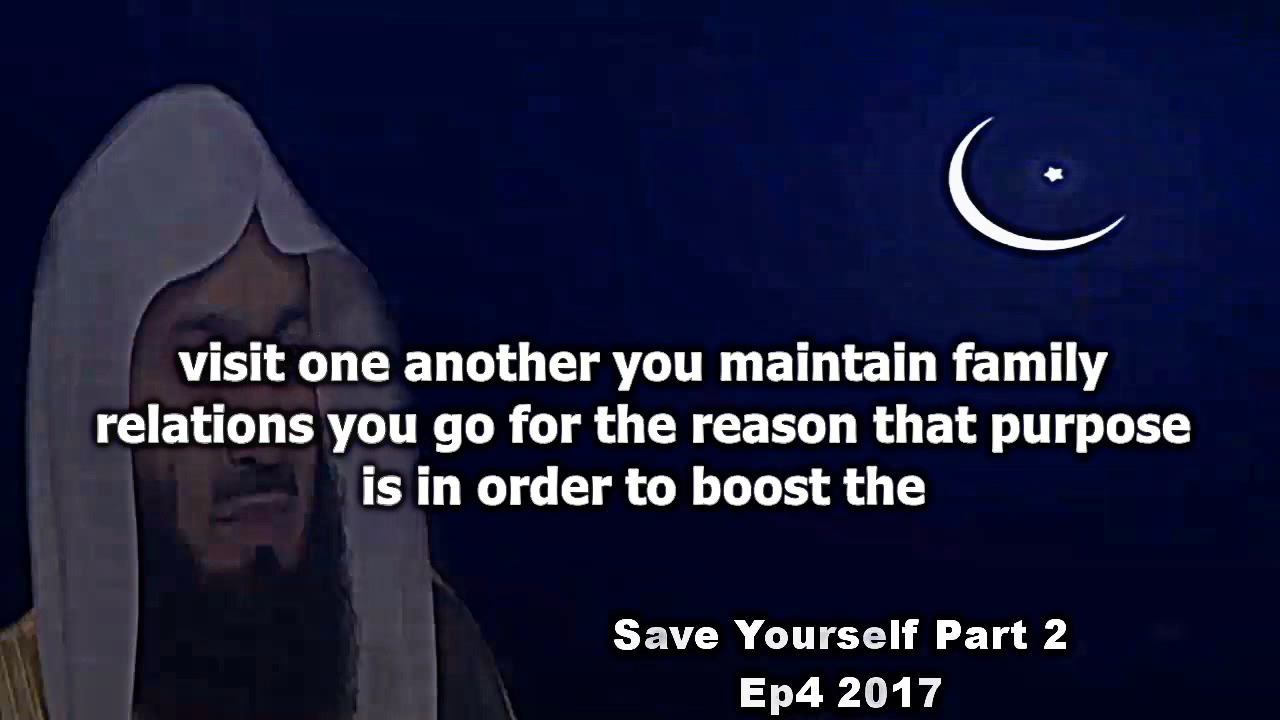 visit one another you maintain family
relations you go for the reason that purpose
is in order to boost the
Save Yourself Part 2
Ep4 2017